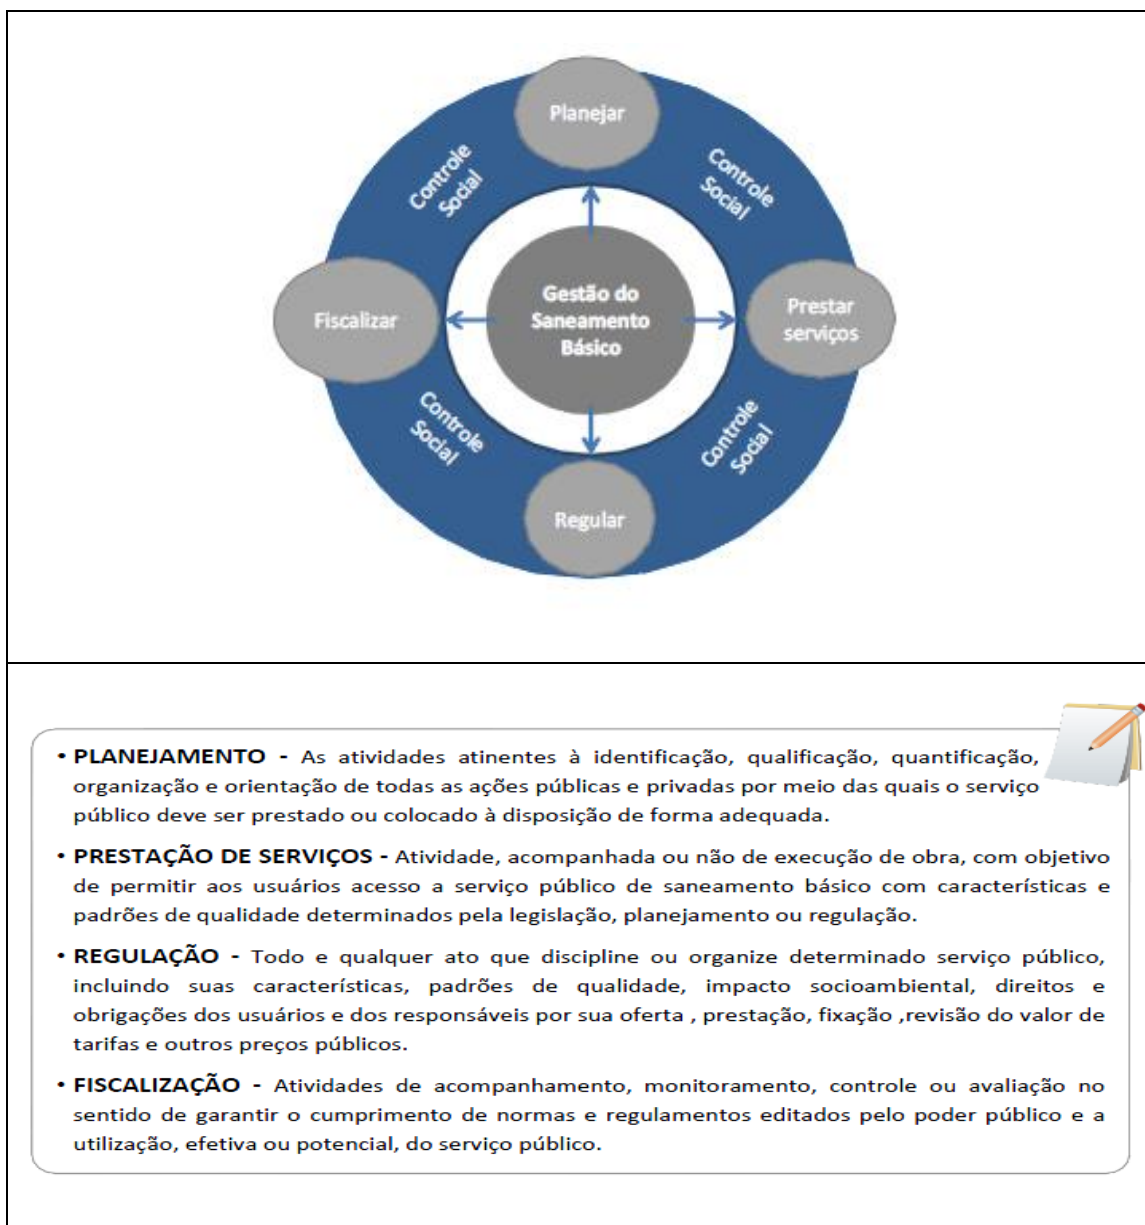 Planejar
Controle
Social
Controle
Social
Fiscalizar
Gestão do
Saneamento
Básico
Prestar
serviços
Controle
Social
Controle
Social
Regular
• PLANEJAMENTO - As atividades atinentes à identificação, qualificação, quantificação,
organização e orientação de todas as ações públicas e privadas por meio das quais o serviço
público deve ser prestado ou colocado à disposição de forma adequada.
• PRESTAÇÃO DE SERVIÇOS - Atividade, acompanhada ou não de execução de obra, com objetivo
de permitir aos usuários acesso a serviço público de saneamento básico com características e
padrões de qualidade determinados pela legislação, planejamento ou regulação.
• REGULAÇÃO - Todo e qualquer ato que discipline ou organize determinado serviço público,
incluindo suas características, padrões de qualidade, impacto socioambiental, direitos e
obrigações dos usuários e dos responsáveis por sua oferta , prestação, fixação ,revisão do valor de
tarifas e outros preços públicos.
• FISCALIZAÇÃO - Atividades de acompanhamento, monitoramento, controle ou avaliação no
sentido de garantir o cumprimento de normas e regulamentos editados pelo poder público e a
utilização, efetiva ou potencial, do serviço público.